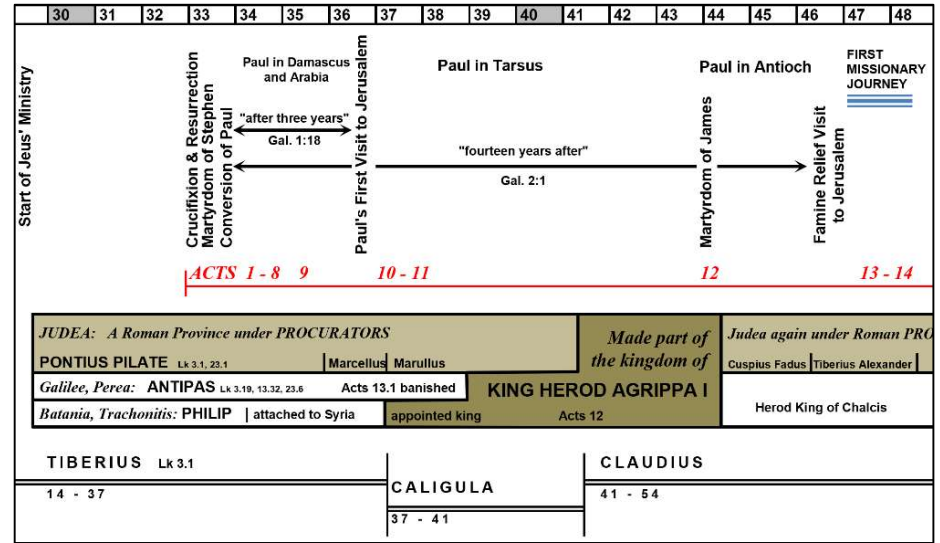 30 31 32 33 34 35 36 37 38 39 40 41 42 43 44 45 46 47 48
Start of Jeus' Ministry
Crucifixion & Resurrection
Martyrdom of Stephen
Conversion of Paul
Paul in Damascus
and Arabia
"after three years"
Gal. 1:18
Paul's First Visit to Jerusalem
Paul in Tarsus
"fourteen years after"
Gal. 2:1
Martyrdom of James
Paul in Antioch
Famine Relief Visit
to Jerusalem
FIRST
MISSIONARY
JOURNEY
ACTS 1 - 8 9 10 - 11 12 13 - 14
JUDEA: A Roman Province under PROCURATORS
PONTIUS PILATE Lk 3.1, 23.1 Marcellus Marullus
Made part of
the kingdom of
KING HEROD AGRIPPA I
Judea again under Roman PRO
Cuspius Fadus Tiberius Alexander
Galilee, Perea: ANTIPAS Lk 3.19, 13.32, 23.6 Acts 13.1 banished
Batania, Trachonitis: PHILIP attached to Syria appointed king Acts 12
Herod King of Chalcis
TIBERIUS Lk 3.1
14 - 37
CALIGULA
37 - 41
CLAUDIUS
41 - 54